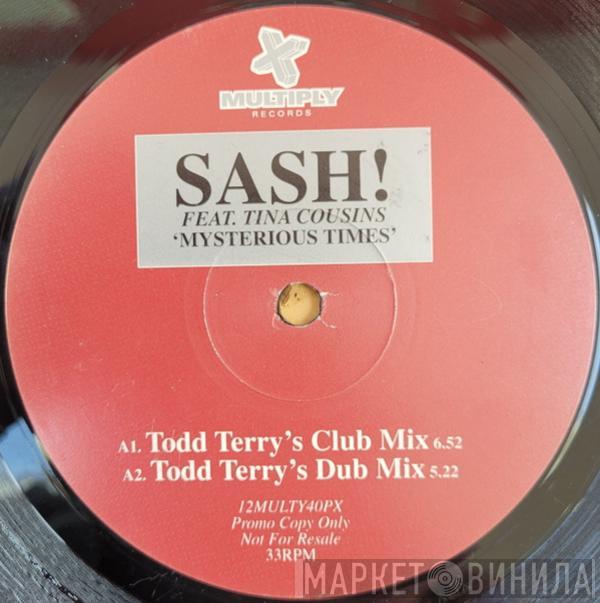 MULTIPLY
RECORDS
SASH!
FEAT. TINA COUSINS
‘MYSTERIOUS TIMES’
A1. Todd Terry’s Club Mix 6.52
A2. Todd Terry’s Dub Mix 5.22
12MULTY40PX
Promo Copy Only
Not For Resale
33RPM
МАРКЕТ ВИНИЛА